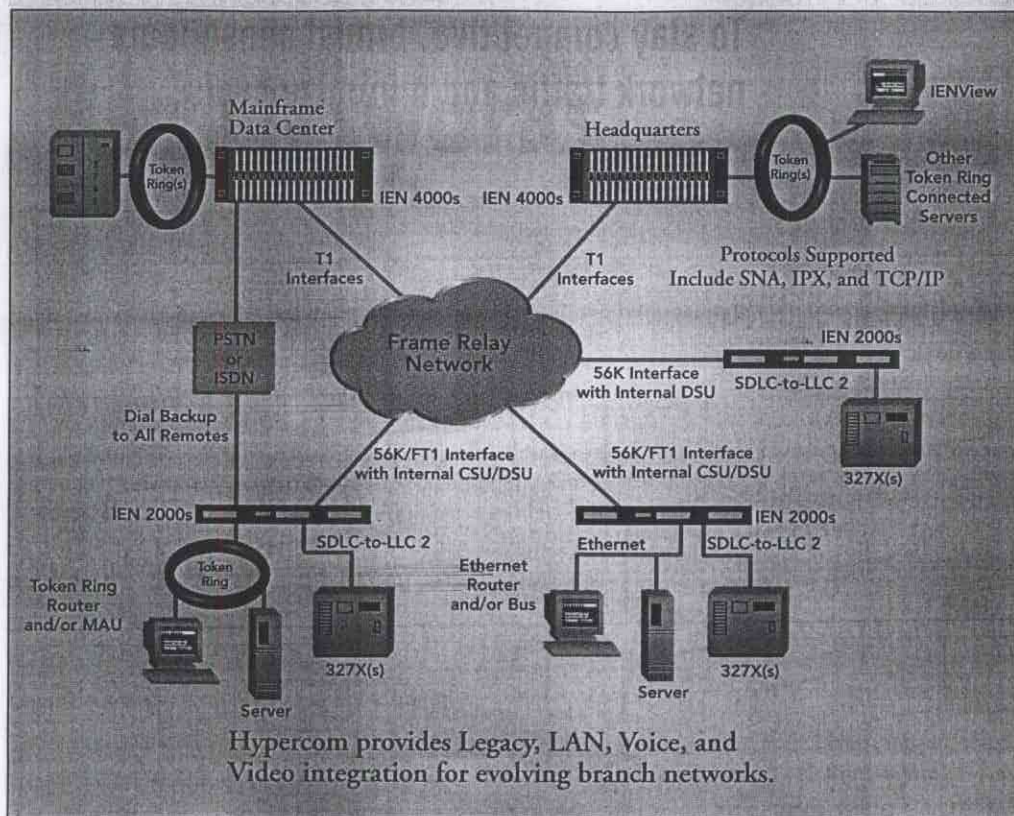 Mainframe
Data Center
Headquarters
IENView
Token
Ring(s)
Token
Ring(s)
IEN 4000s
IEN 4000s
Other
Token Ring
Connected
Servers
T1
Interfaces
T1
Interfaces
Protocols Supported
Include SNA, IPX, and TCP/IP
PSTN
or
ISDN
Frame Relay
Network
IEN 2000s
56K Interface
with Internal DSU
SDLC-to-LLC 2
327X(s)
Dial Backup
to All Remotes
56K/FT1 Interface
with Internal CSU/DSU
56K/FT1 Interface
with Internal CSU/DSU
IEN 2000s
SDLC-to-LLC 2
IEN 2000s
Ethernet
SDLC-to-LLC 2
Token
Ring
Token Ring
Router
and/or MAU
Ethernet
Router
and/or Bus
327X(s)
Server
327X(s)
Server
Hypercom provides Legacy, LAN, Voice, and
Video integration for evolving branch networks.